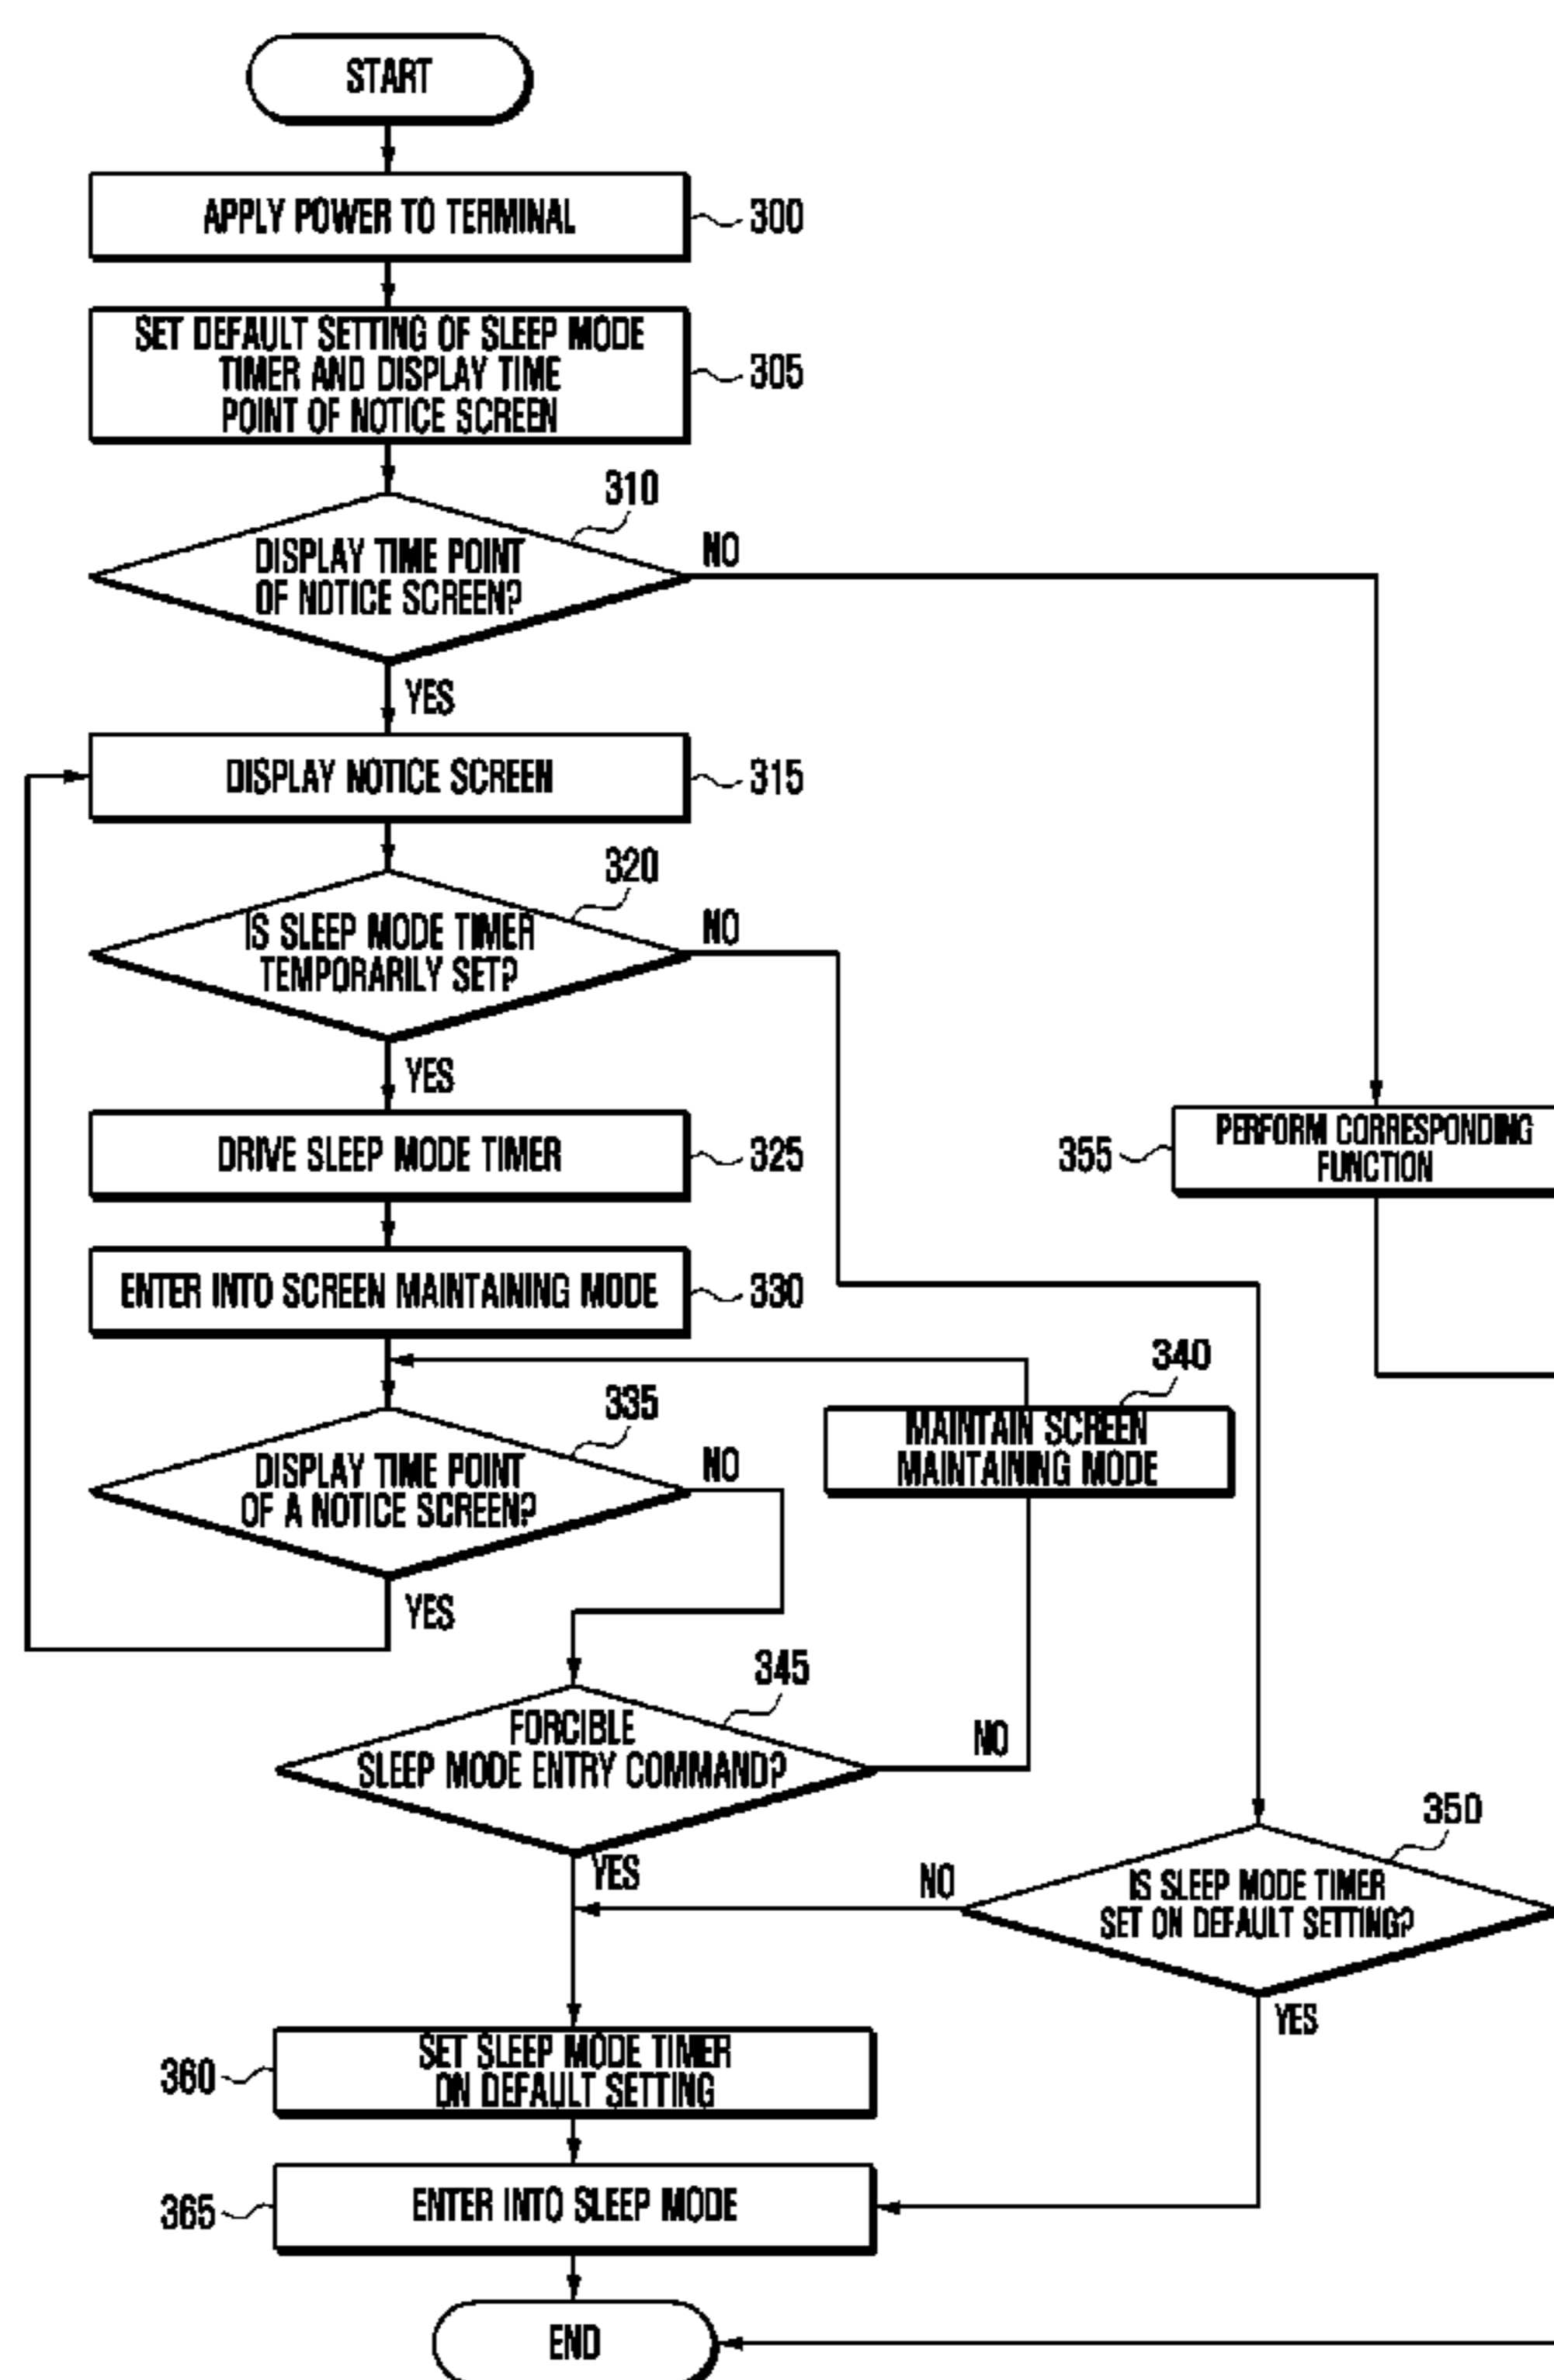 START
APPLY POWER TO TERMINAL
300
SET DEFAULT SETTING OF SLEEP MODE
TIMER AND DISPLAY TIME
POINT OF NOTICE SCREEN
305
310
DISPLAY TIME POINT
OF NOTICE SCREEN?
NO
YES
DISPLAY NOTICE SCREEN
315
320
IS SLEEP MODE TIMER
TEMPORARILY SET?
NO
YES
DRIVE SLEEP MODE TIMER
325
355
PERFORM CORRESPONDING
FUNCTION
ENTER INTO SCREEN MAINTAINING MODE
330
340
MAINTAIN SCREEN
MAINTAINING MODE
335
DISPLAY TIME POINT
OF A NOTICE SCREEN?
NO
YES
345
FORCIBLE
SLEEP MODE ENTRY COMMAND?
NO
YES
350
IS SLEEP MODE TIMER
SET ON DEFAULT SETTING?
NO
YES
360
SET SLEEP MODE TIMER
ON DEFAULT SETTING
365
ENTER INTO SLEEP MODE
END